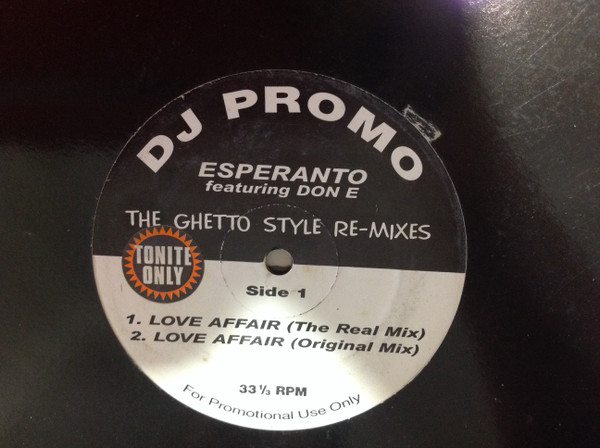 DJ PROMO
ESPERANTO
featuring DON E
THE GHETTO STYLE RE-MIXES
TONITE
ONLY
Side 1
1. LOVE AFFAIR (The Real Mix)
2. LOVE AFFAIR (Original Mix)
33 ⅓ RPM
For Promotional Use Only